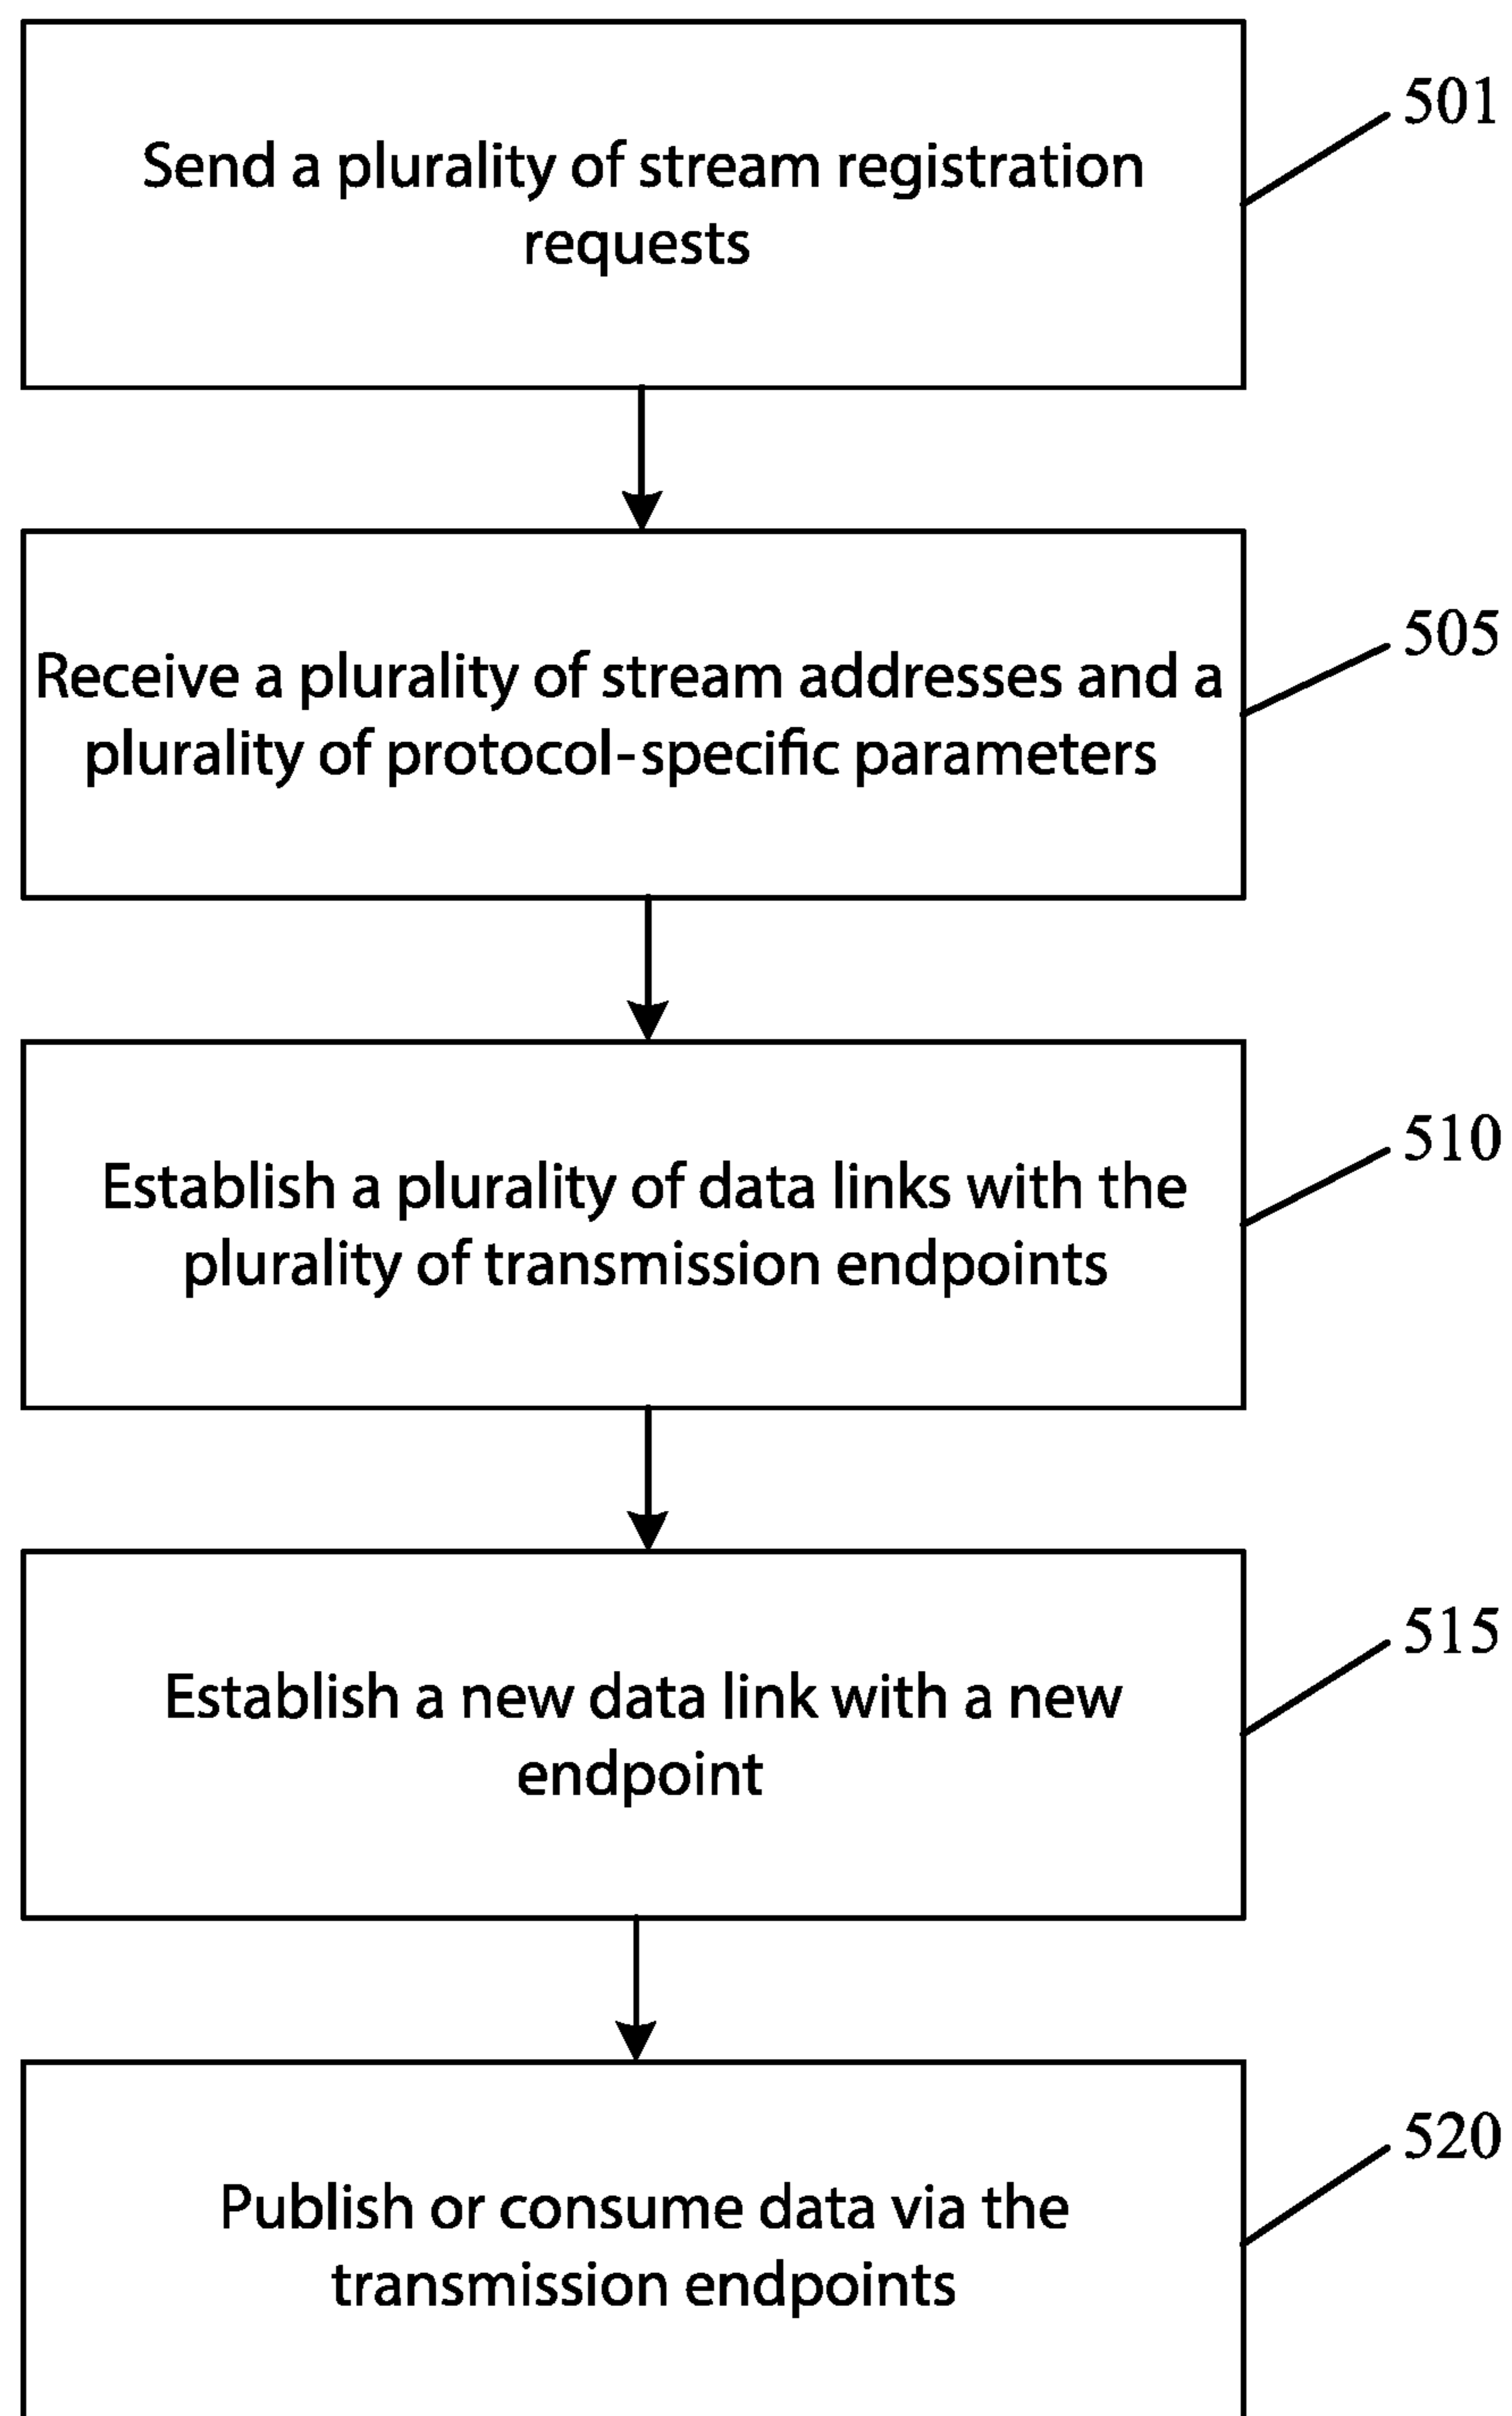 Send a plurality of stream registration
requests
501
Receive a plurality of stream addresses and a
plurality of protocol-specific parameters
505
Establish a plurality of data links with the
plurality of transmission endpoints
510
Establish a new data link with a new
endpoint
515
Publish or consume data via the
transmission endpoints
520